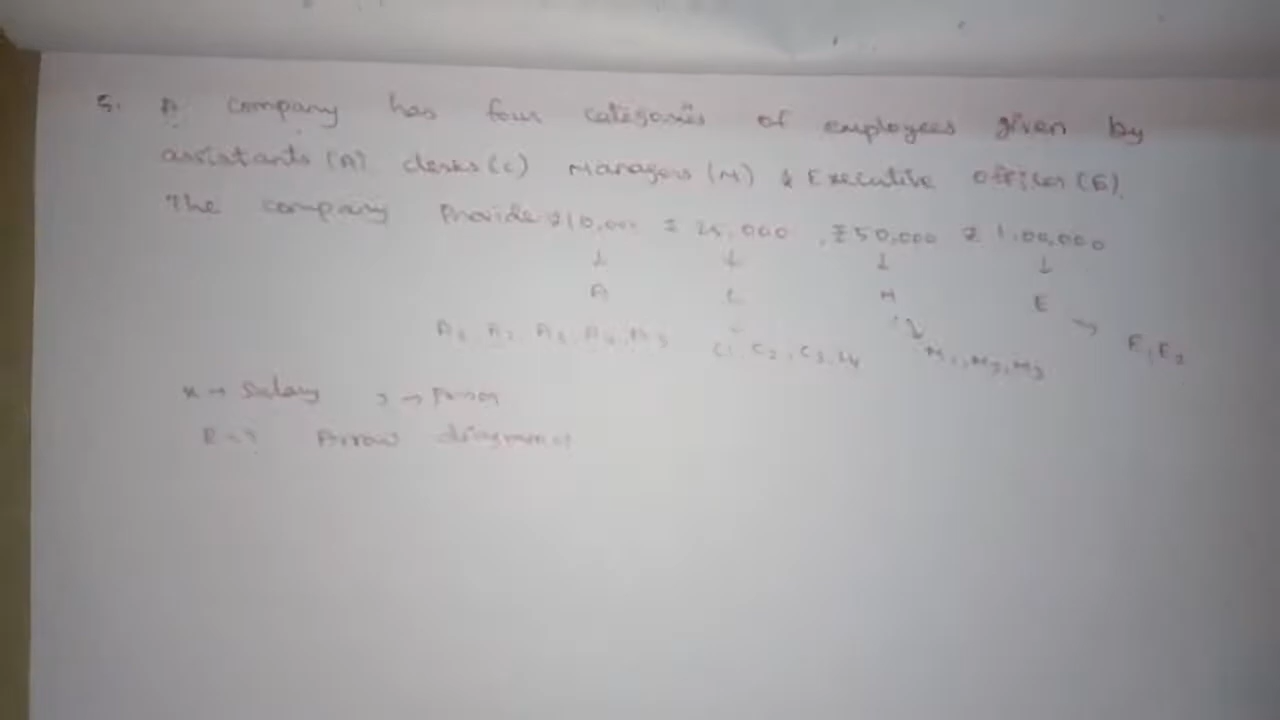 5. A company has four categories of employees given by
assistants (A) clerks (C) Managers (M) & Executive Officer (E).
The company Provide ₹10,000 ₹ 25,000, ₹50,000 ₹ 1,00,000
↓ ↓ ↓ ↓
A C M E
A1, A2, A3, A4, A5 C1, C2, C3, C4 M1, M2, M3 E1, E2
x → Salary y → Person
R = ? Arrow diagram